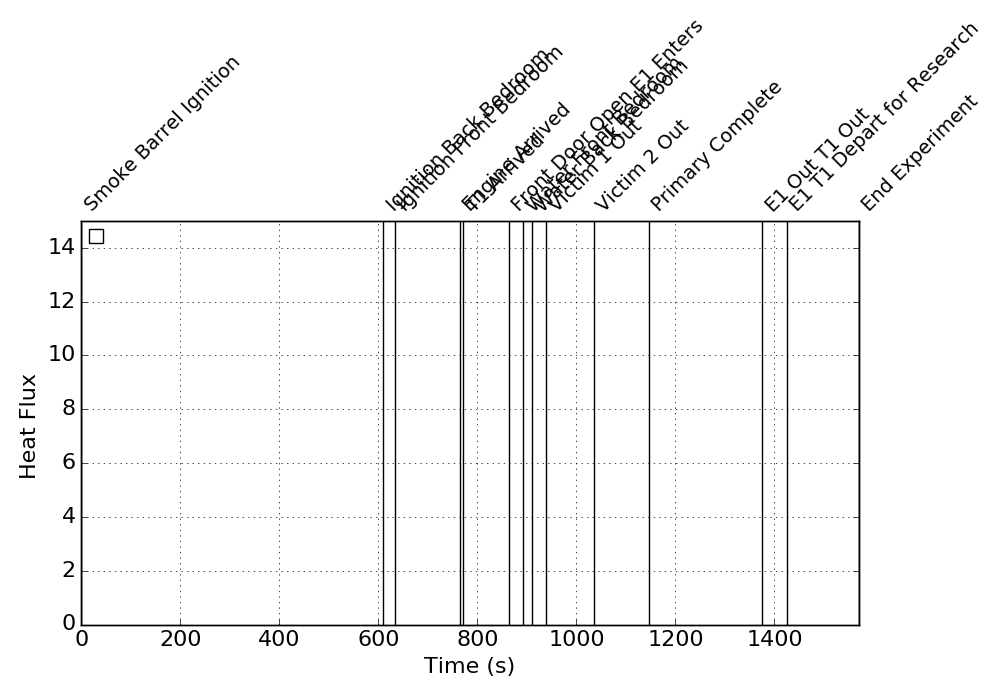 Smoke Barrel Ignition
Ignition Back Bedroom
Ignition Front Bedroom
Engine Arrived
T1 Arrived
Front Door Open E1 Enters
Water Front Bedroom
Water Back Bedroom
Victim 1 Out
Victim 2 Out
Primary Complete
E1 Out T1 Out
E1 T1 Depart for Research
End Experiment
14
12
10
8
6
4
2
0
Heat Flux
0 200 400 600 800 1000 1200 1400
Time (s)